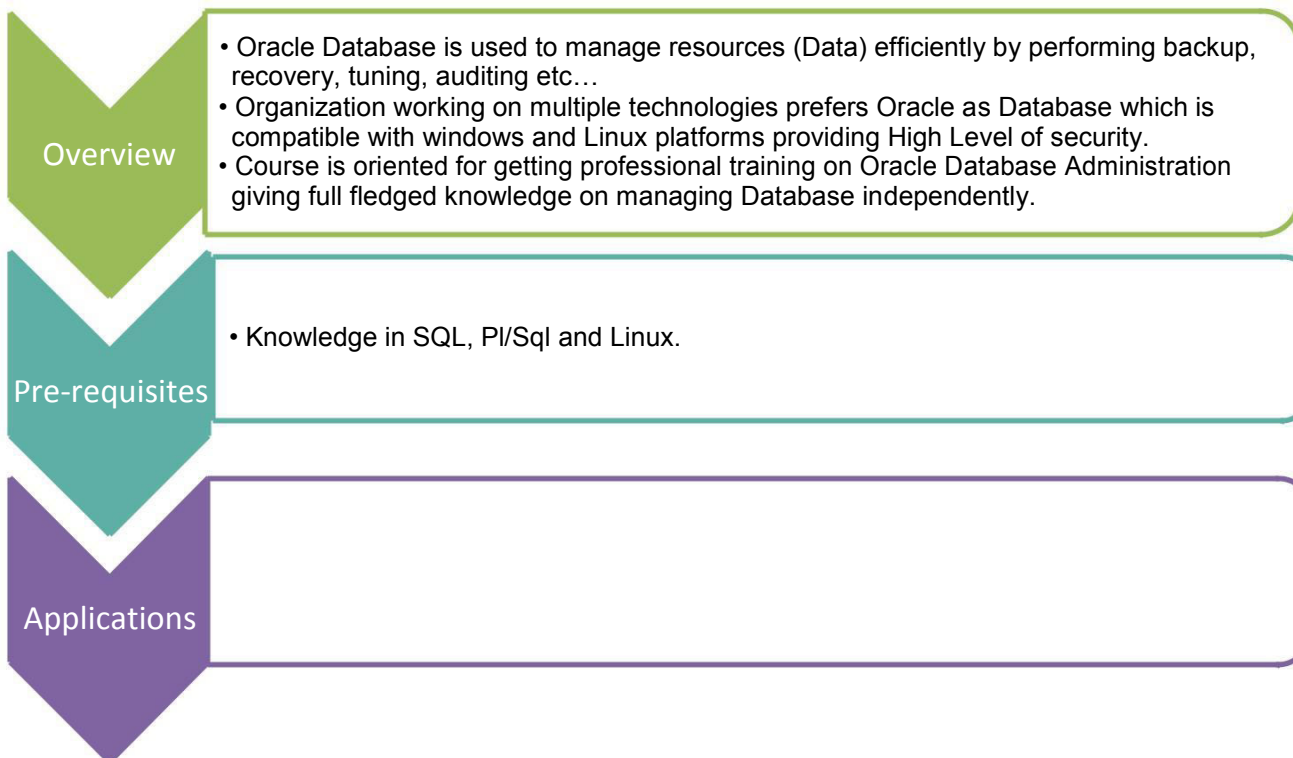 Overview
• Oracle Database is used to manage resources (Data) efficiently by performing backup,
recovery, tuning, auditing etc…
• Organization working on multiple technologies prefers Oracle as Database which is
compatible with windows and Linux platforms providing High Level of security.
• Course is oriented for getting professional training on Oracle Database Administration
giving full fledged knowledge on managing Database independently.
Pre-requisites
• Knowledge in SQL, Pl/Sql and Linux.
Applications